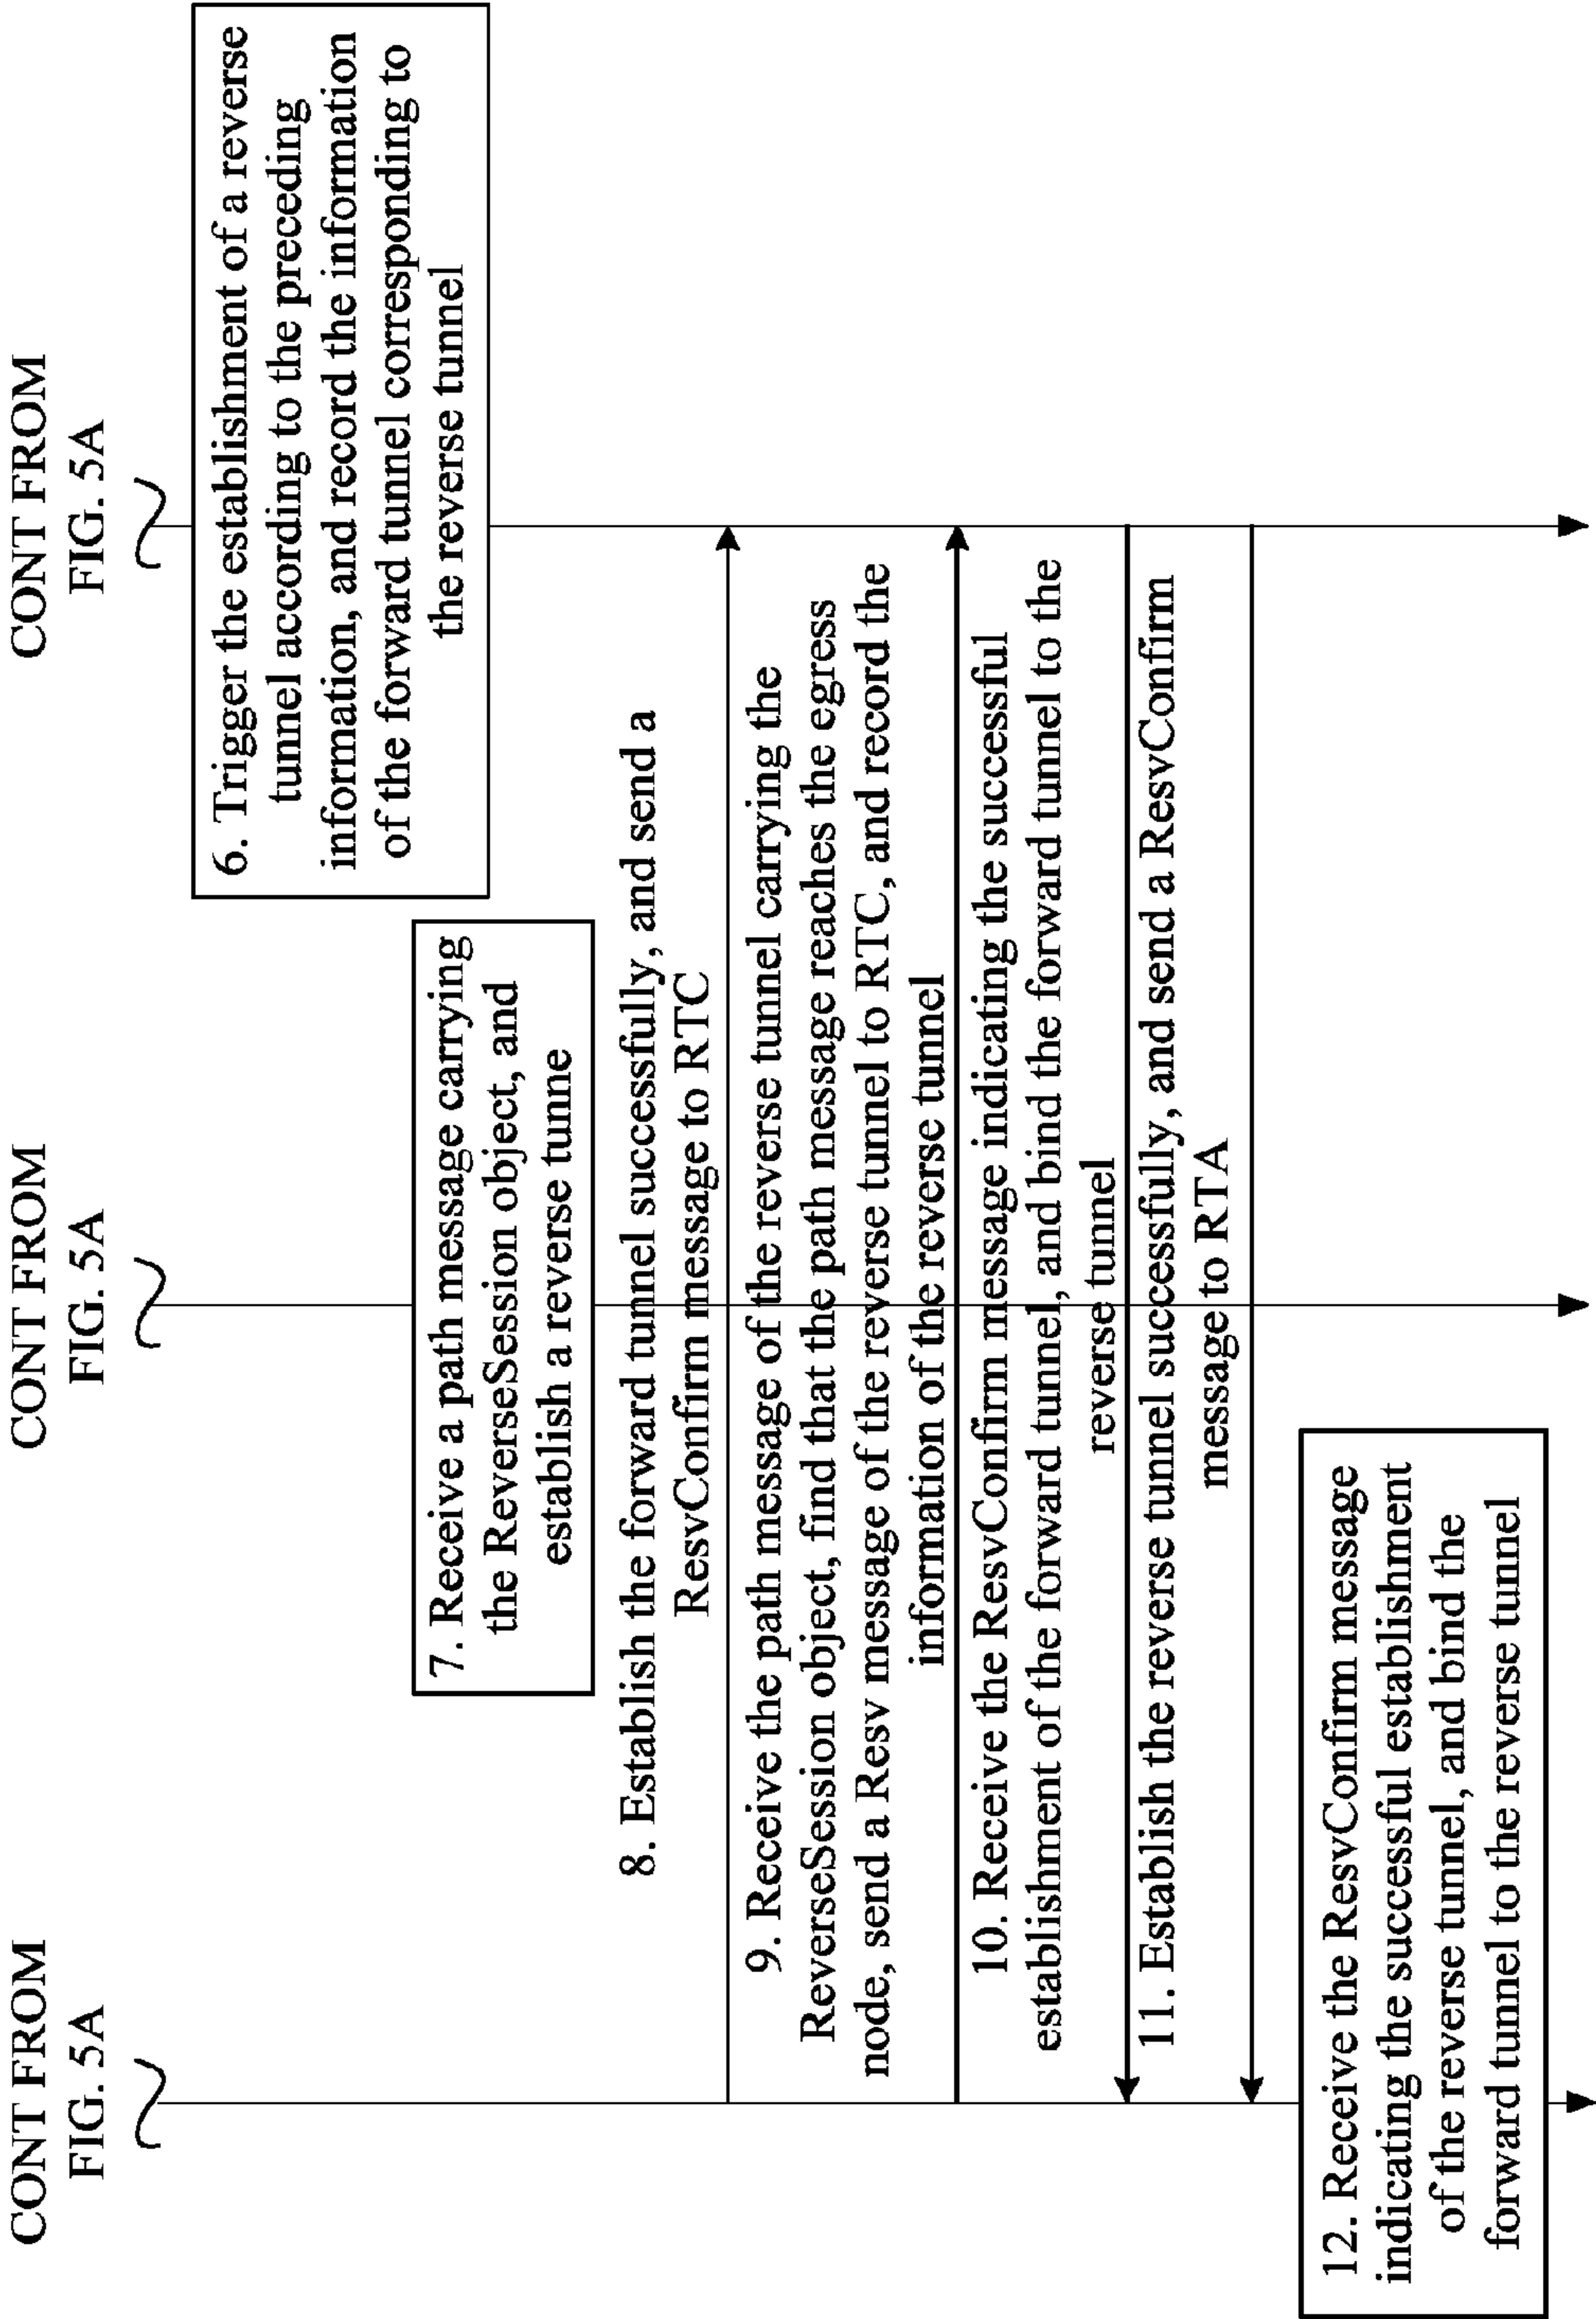 CONT FROM
FIG. 5A
CONT FROM
FIG. 5A
CONT FROM
FIG. 5A
6. Trigger the establishment of a reverse
tunnel according to the preceding
information, and record the information
of the forward tunnel corresponding to
the reverse tunnel
7. Receive a path message carrying
the ReverseSession object, and
establish a reverse tunne
8. Establish the forward tunnel successfully, and send a
ResvConfirm message to RTC
9. Receive the path message of the reverse tunnel carrying the
ReverseSession object, find that the path message reaches the egress
node, send a Resv message of the reverse tunnel to RTC, and record the
information of the reverse tunnel
10. Receive the ResvConfirm message indicating the successful
establishment of the forward tunnel, and bind the forward tunnel to the
reverse tunnel
11. Establish the reverse tunnel successfully, and send a ResvConfirm
message to RTA
12. Receive the ResvConfirm message
indicating the successful establishment
of the reverse tunnel, and bind the
forward tunnel to the reverse tunnel